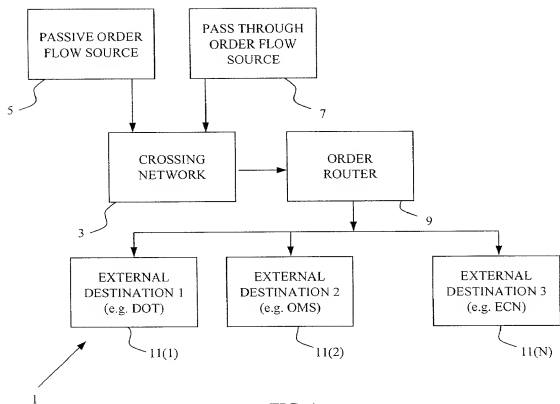 PASSIVE ORDER
FLOW SOURCE
5
PASS THROUGH
ORDER FLOW
SOURCE
7
CROSSING
NETWORK
3
ORDER
ROUTER
9
EXTERNAL
DESTINATION 1
(e.g. DOT)
11(1)
EXTERNAL
DESTINATION 2
(e.g. OMS)
11(2)
EXTERNAL
DESTINATION 3
(e.g. ECN)
11(N)
1